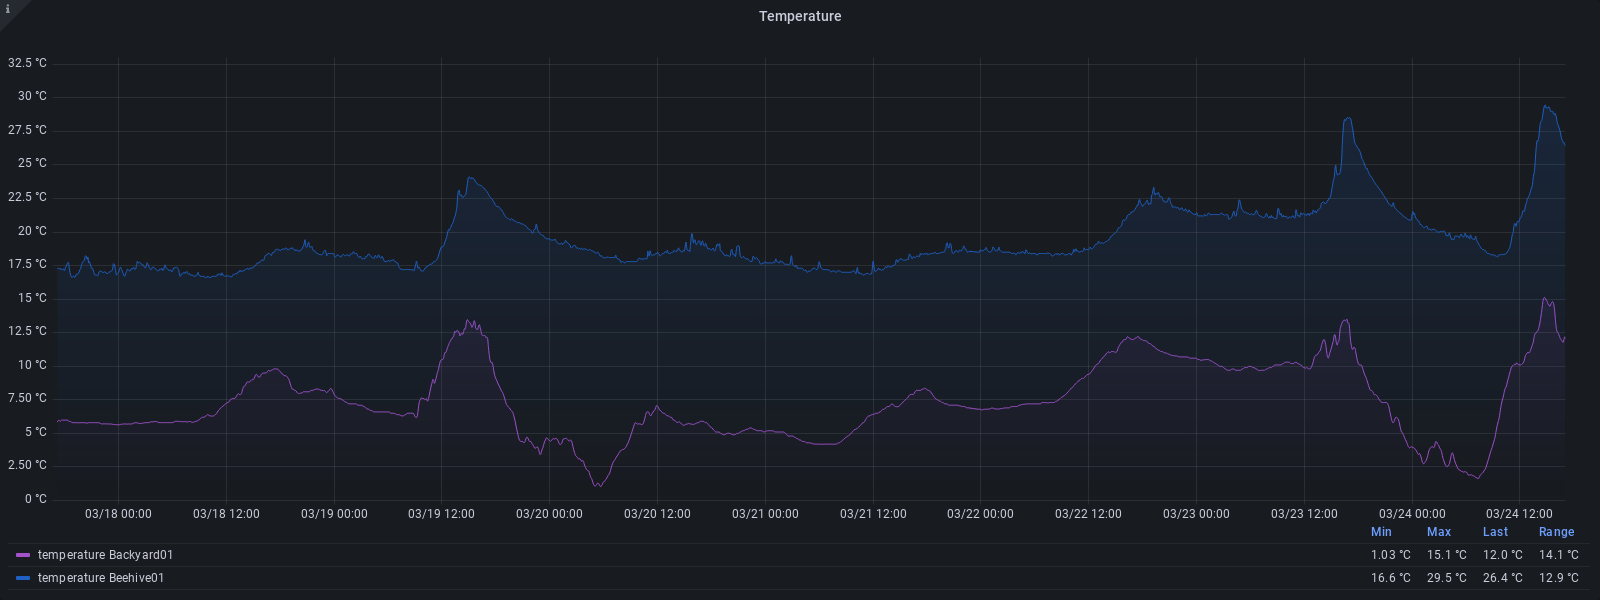 i
Temperature
32.5 °C
30 °C
27.5 °C
25 °C
22.5 °C
20 °C
17.5 °C
15 °C
12.5 °C
10 °C
7.50 °C
5 °C
2.50 °C
0 °C
03/18 00:00 03/18 12:00 03/19 00:00 03/19 12:00 03/20 00:00 03/20 12:00 03/21 00:00 03/21 12:00 03/22 00:00 03/22 12:00 03/23 00:00 03/23 12:00 03/24 00:00 03/24 12:00
Min Max Last Range
temperature Backyard01 1.03 °C 15.1 °C 12.0 °C 14.1 °C
temperature Beehive01 16.6 °C 29.5 °C 26.4 °C 12.9 °C